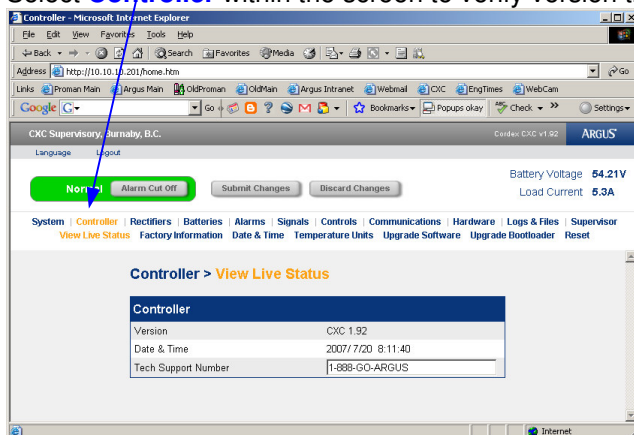 Select Controller within the screen to verify version t
Controller - Microsoft Internet Explorer
File Edit View Favorites Tools Help
Back Search Favorites Media
Address http://10.10.10.201/home.htm Go
Links Proman Main Argus Main OldProman OldMain Argus Intranet Webmail CXC EngTimes WebCam
Google G Go Bookmarks Popups okay Check Settings
CXC Supervisory, Burnaby, B.C. Cordex CXC v1.92 ARGUS
Language Logout
Battery Voltage 54.21V
Normal Alarm Cut Off Submit Changes Discard Changes
Load Current 5.3A
System | Controller | Rectifiers | Batteries | Alarms | Signals | Controls | Communications | Hardware | Logs & Files | Supervisor
View Live Status Factory Information Date & Time Temperature Units Upgrade Software Upgrade Bootloader Reset
Controller > View Live Status
Controller
Version CXC 1.92
Date & Time 2007/ 7/20 8:11:40
Tech Support Number 1-888-GO-ARGUS
Internet